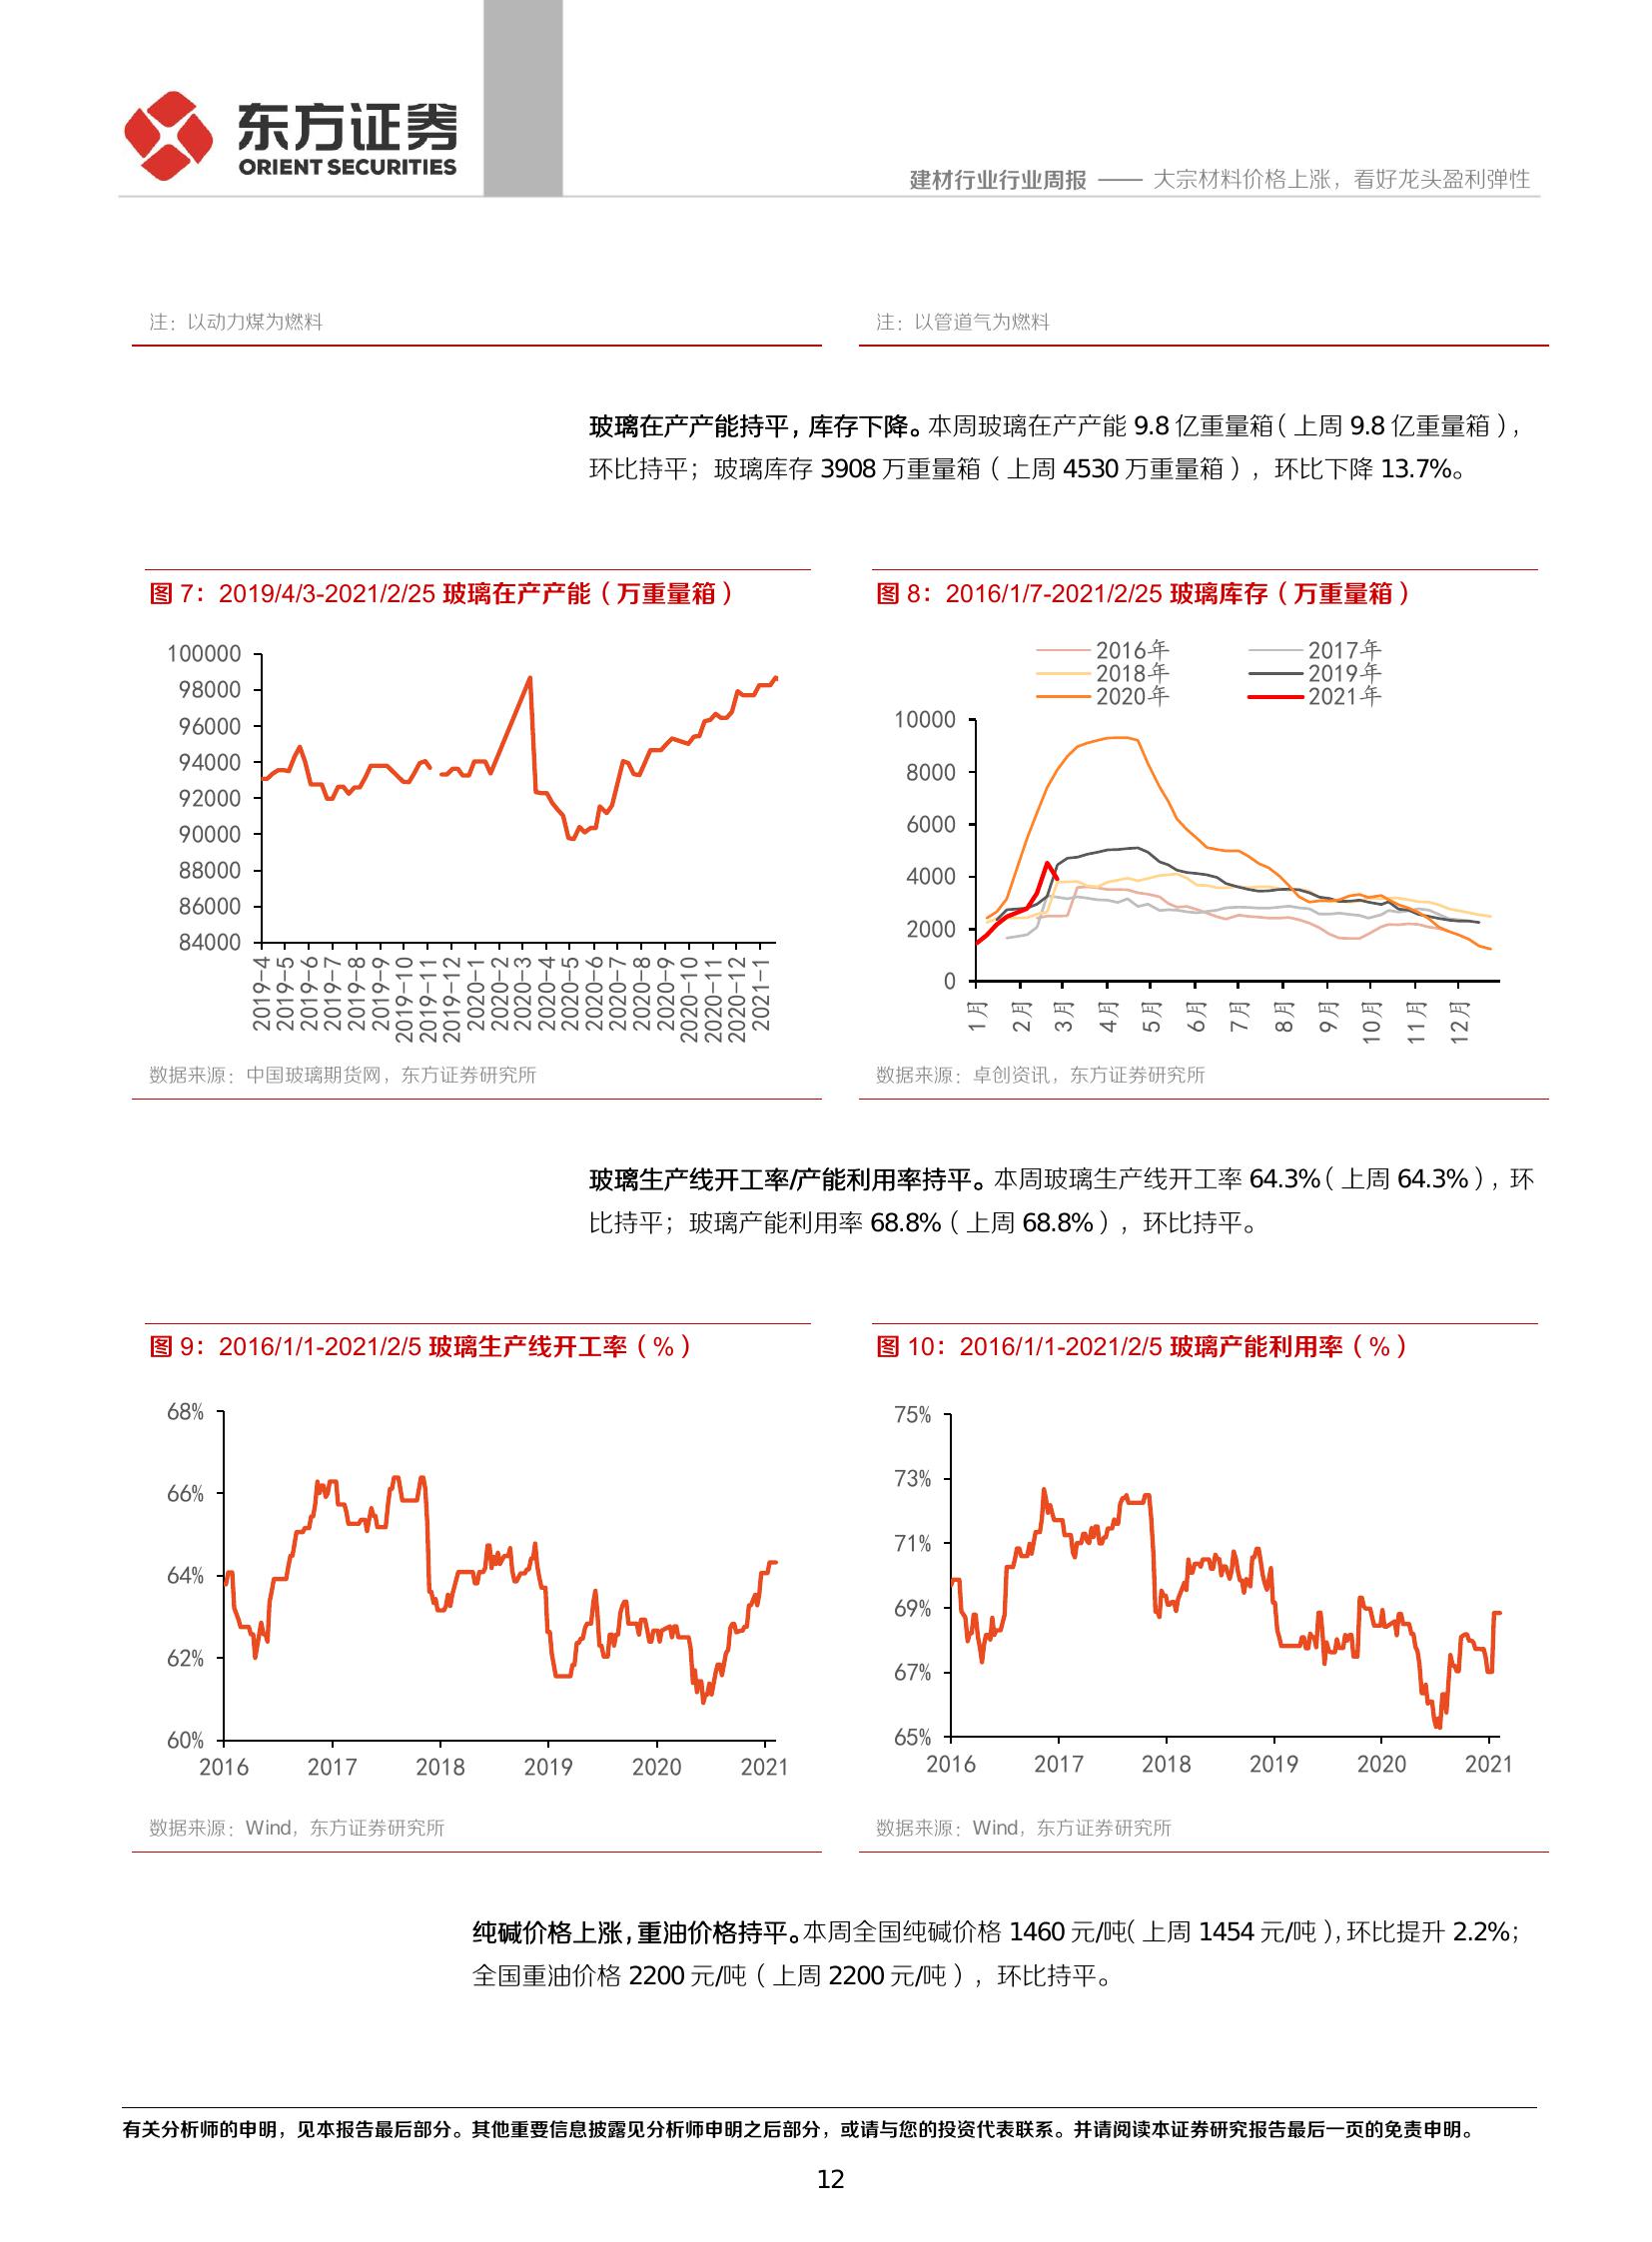 东方证券
ORIENT SECURITIES
建材行业行业周报 —— 大宗材料价格上涨，看好龙头盈利弹性
注：以动力煤为燃料
注：以管道气为燃料
玻璃在产产能持平，库存下降。本周玻璃在产产能 9.8 亿重量箱（上周 9.8 亿重量箱），
环比持平；玻璃库存 3908 万重量箱（上周 4530 万重量箱），环比下降 13.7%。
图 7：2019/4/3-2021/2/25 玻璃在产产能（万重量箱）
100000
98000
96000
94000
92000
90000
88000
86000
84000
2019-4
2019-5
2019-6
2019-7
2019-8
2019-9
2019-10
2019-11
2019-12
2020-1
2020-2
2020-3
2020-4
2020-5
2020-6
2020-7
2020-8
2020-9
2020-10
2020-11
2020-12
2021-1
数据来源：中国玻璃期货网，东方证券研究所
图 8：2016/1/7-2021/2/25 玻璃库存（万重量箱）
2016年 2017年
2018年 2019年
2020年 2021年
10000
8000
6000
4000
2000
0
1月
2月
3月
4月
5月
6月
7月
8月
9月
10月
11月
12月
数据来源：卓创资讯，东方证券研究所
玻璃生产线开工率/产能利用率持平。本周玻璃生产线开工率 64.3%（上周 64.3%），环
比持平；玻璃产能利用率 68.8%（上周 68.8%），环比持平。
图 9：2016/1/1-2021/2/5 玻璃生产线开工率（%）
68%
66%
64%
62%
60%
2016 2017 2018 2019 2020 2021
数据来源：Wind，东方证券研究所
图 10：2016/1/1-2021/2/5 玻璃产能利用率（%）
75%
73%
71%
69%
67%
65%
2016 2017 2018 2019 2020 2021
数据来源：Wind，东方证券研究所
纯碱价格上涨，重油价格持平。本周全国纯碱价格 1460 元/吨（上周 1454 元/吨），环比提升 2.2%；
全国重油价格 2200 元/吨（上周 2200 元/吨），环比持平。
有关分析师的申明，见本报告最后部分。其他重要信息披露见分析师申明之后部分，或请与您的投资代表联系。并请阅读本证券研究报告最后一页的免责申明。
12